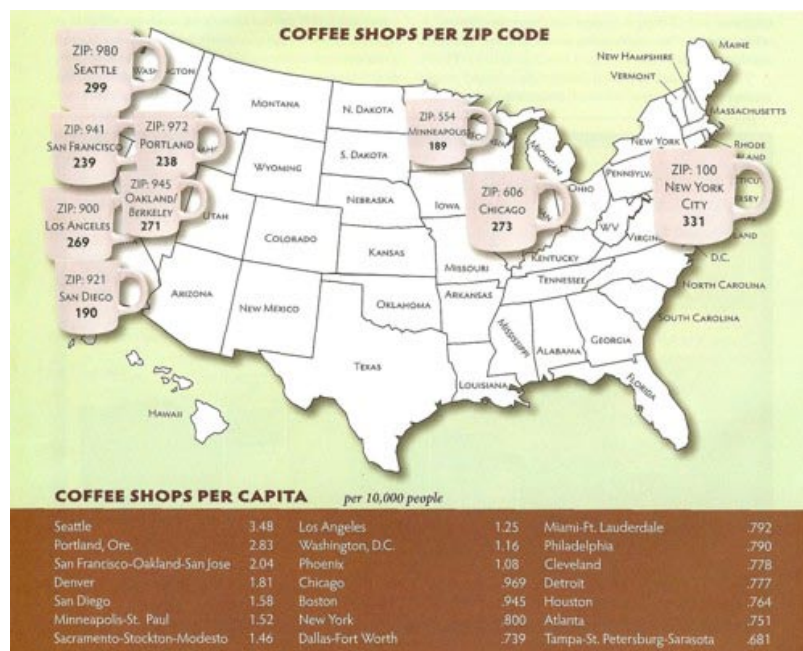 COFFEE SHOPS PER ZIP CODE
ZIP: 980
SEATTLE
299
ZIP: 941
SAN FRANCISCO
239
ZIP: 972
PORTLAND
238
ZIP: 945
OAKLAND/
BERKELEY
271
ZIP: 900
LOS ANGELES
269
ZIP: 921
SAN DIEGO
190
ZIP: 554
MINNEAPOLIS
189
ZIP: 606
CHICAGO
273
ZIP: 100
NEW YORK
CITY
331
MONTANA
N. DAKOTA
S. DAKOTA
WYOMING
NEBRASKA
IOWA
UTAH
COLORADO
KANSAS
MISSOURI
ARIZONA
NEW MEXICO
OKLAHOMA
ARKANSAS
TEXAS
LOUISIANA
MISSISSIPPI
ALABAMA
GEORGIA
FLORIDA
TENNESSEE
KENTUCKY
WV
OHIO
MICHIGAN
NEW YORK
NEW HAMPSHIRE
VERMONT
MAINE
MASSACHUSETTS
RHODE
D.C.
NORTH CAROLINA
SOUTH CAROLINA
HAWAII
COFFEE SHOPS PER CAPITA per 10,000 people
Seattle 3.48 Los Angeles 1.25 Miami-Ft. Lauderdale .792
Portland, Ore. 2.83 Washington, D.C. 1.16 Philadelphia .790
San Francisco-Oakland-San Jose 2.04 Phoenix 1.08 Cleveland .778
Denver 1.81 Chicago .969 Detroit .777
San Diego 1.58 Boston .945 Houston .764
Minneapolis-St. Paul 1.52 New York .800 Atlanta .751
Sacramento-Stockton-Modesto 1.46 Dallas-Fort Worth .739 Tampa-St. Petersburg-Sarasota .681